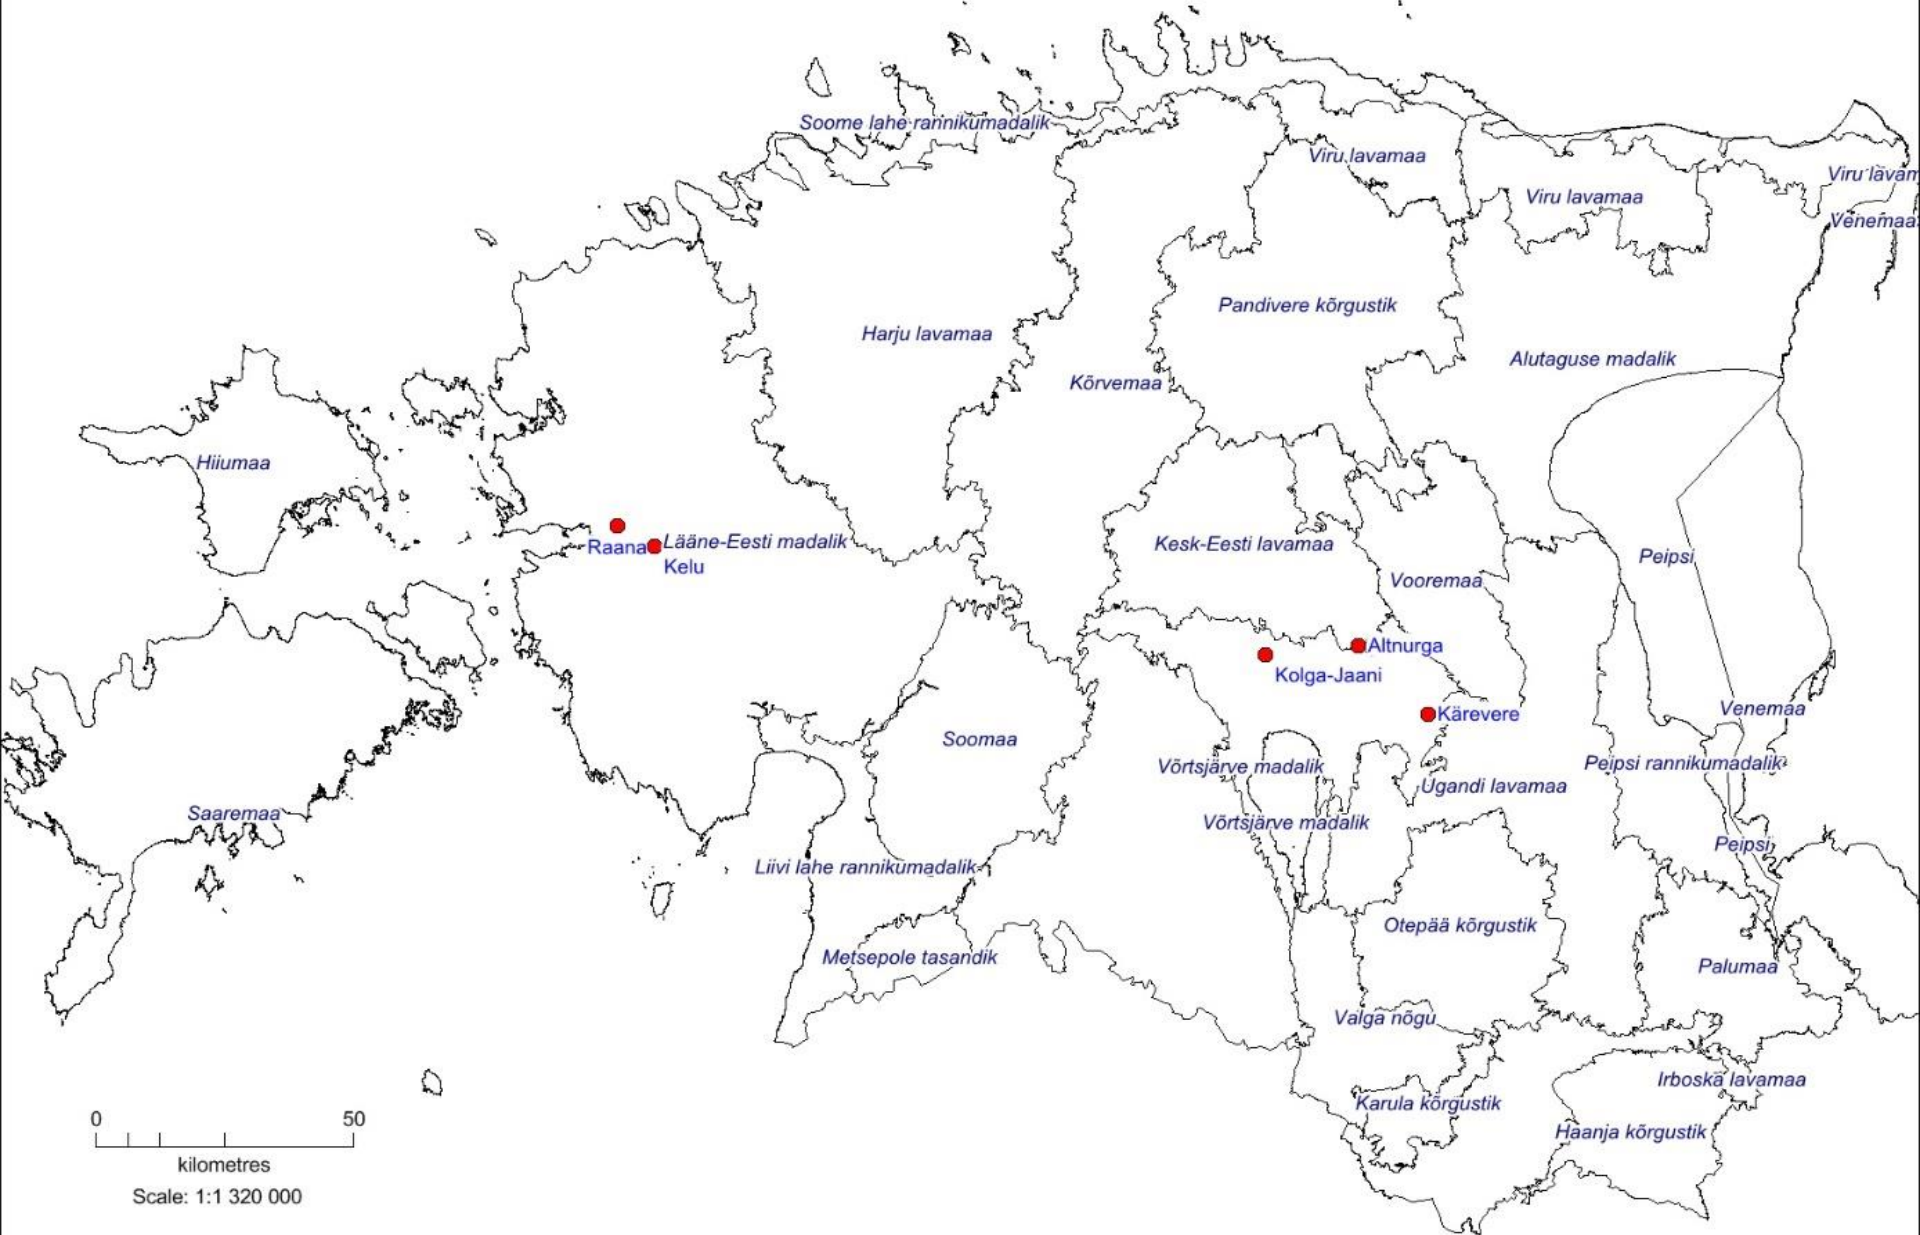 Soome lahe rannikumadalik
Viru lavamaa
Viru lavam
Viru lavamaa
Venemaa
Pandivere kõrgustik
Harju lavamaa
Alutaguse madalik
Kõrvemaa
Hiiumaa
Lääne-Eesti madalik
Raana
Kelu
Kesk-Eesti lavamaa
Peipsi
Vooremaa
Altnurga
Kolga-Jaani
Venemaa
Kärevere
Soomaa
Peipsi rannikumadalik
Võrtsjärve madalik
Ugandi lavamaa
Saaremaa
Võrtsjärve madalik
Peipsi
Liivi lahe rannikumadalik
Otepää kõrgustik
Metsepole tasandik
Palumaa
Valga nõgu
Irboska lavamaa
Karula kõrgustik
Haanja kõrgustik
0 50
kilometres
Scale: 1:1 320 000